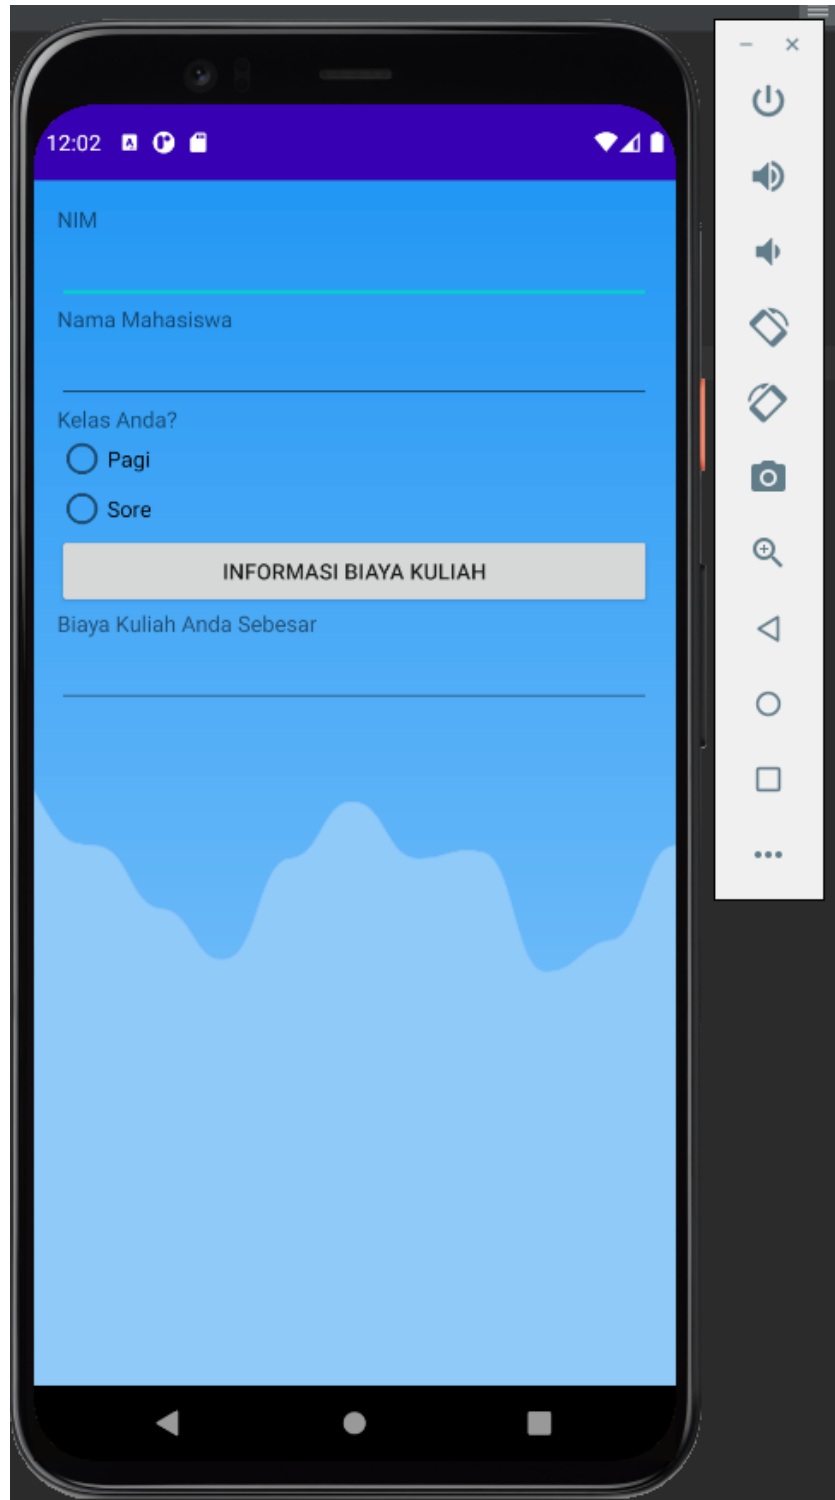 12:02
NIM
Nama Mahasiswa
Kelas Anda?
Pagi
Sore
INFORMASI BIAYA KULIAH
Biaya Kuliah Anda Sebesar